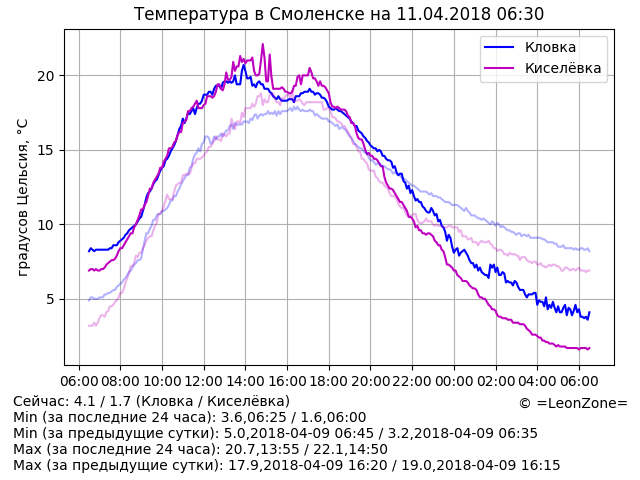 Температура в Смоленске на 11.04.2018 06:30
Кловка
Киселёвка
градусов Цельсия, °C
20
15
10
5
06:00 08:00 10:00 12:00 14:00 16:00 18:00 20:00 22:00 00:00 02:00 04:00 06:00
Сейчас: 4.1 / 1.7 (Кловка / Киселёвка)
© =LeonZone=
Min (за последние 24 часа): 3.6,06:25 / 1.6,06:00
Min (за предыдущие сутки): 5.0,2018-04-09 06:45 / 3.2,2018-04-09 06:35
Max (за последние 24 часа): 20.7,13:55 / 22.1,14:50
Max (за предыдущие сутки): 17.9,2018-04-09 16:20 / 19.0,2018-04-09 16:15